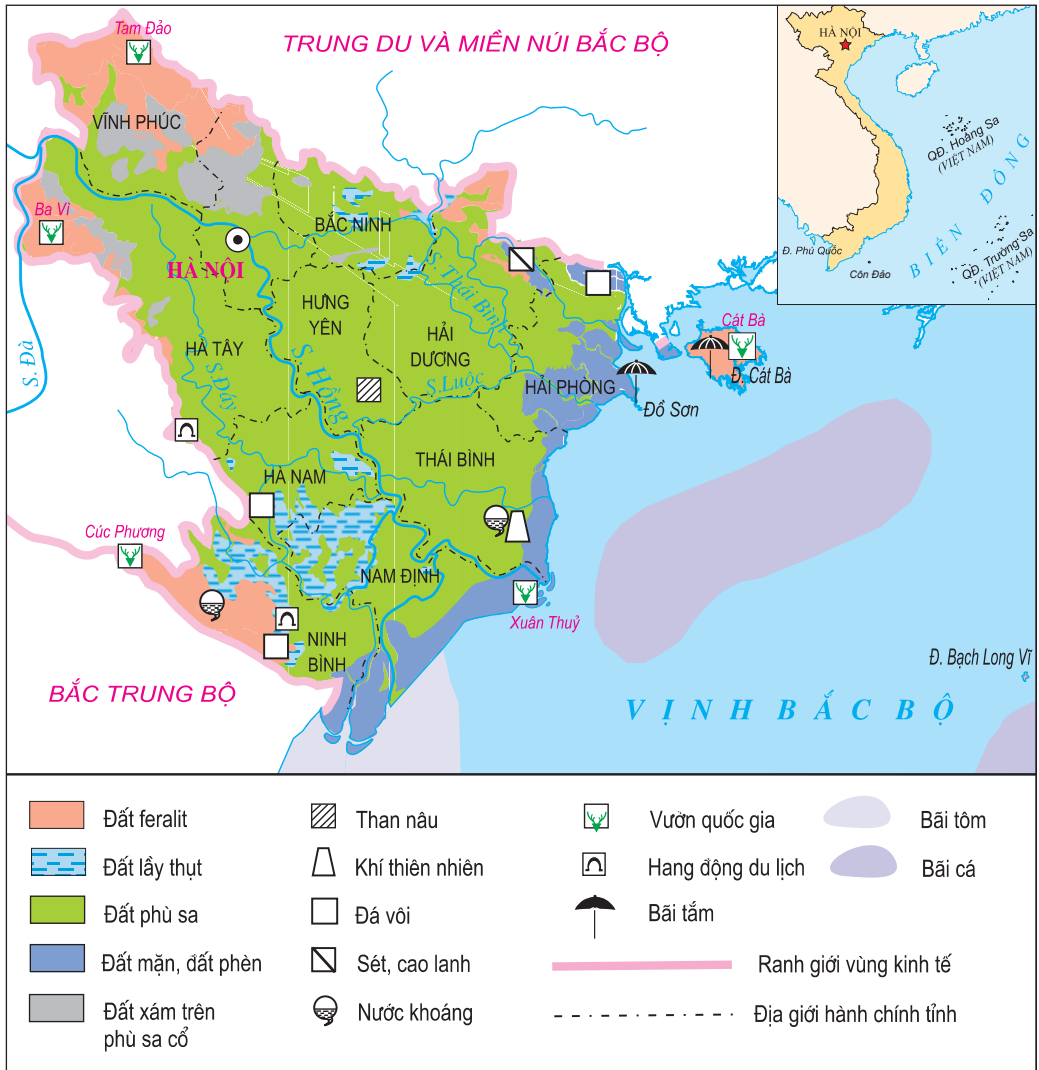 Tam Đảo
TRUNG DU VÀ MIỀN NÚI BẮC BỘ
HÀ NỘI
QĐ. Hoàng Sa
(VIỆT NAM)
BIỂN ĐÔNG
Đ. Phú Quốc
Côn Đảo
QĐ. Trường Sa
(VIỆT NAM)
VĨNH PHÚC
Ba Vì
BẮC NINH
HÀ NỘI
S. Đà
HƯNG
YÊN
S. Thái Bình
HÀ TÂY
S. Hồng
HẢI
DƯƠNG
Cát Bà
S. Đáy
S. Luộc
HẢI PHÒNG
Đ. Cát Bà
Đồ Sơn
THÁI BÌNH
HÀ NAM
Cúc Phương
NAM ĐỊNH
Xuân Thuỷ
NINH
BÌNH
Đ. Bạch Long Vĩ
BẮC TRUNG BỘ
VỊNH BẮC BỘ
Đất feralit
Than nâu
Vườn quốc gia
Bãi tôm
Đất lầy thụt
Khí thiên nhiên
Hang động du lịch
Bãi cá
Đất phù sa
Đá vôi
Bãi tắm
Đất mặn, đất phèn
Sét, cao lanh
Ranh giới vùng kinh tế
Đất xám trên
phù sa cổ
Nước khoáng
Địa giới hành chính tỉnh